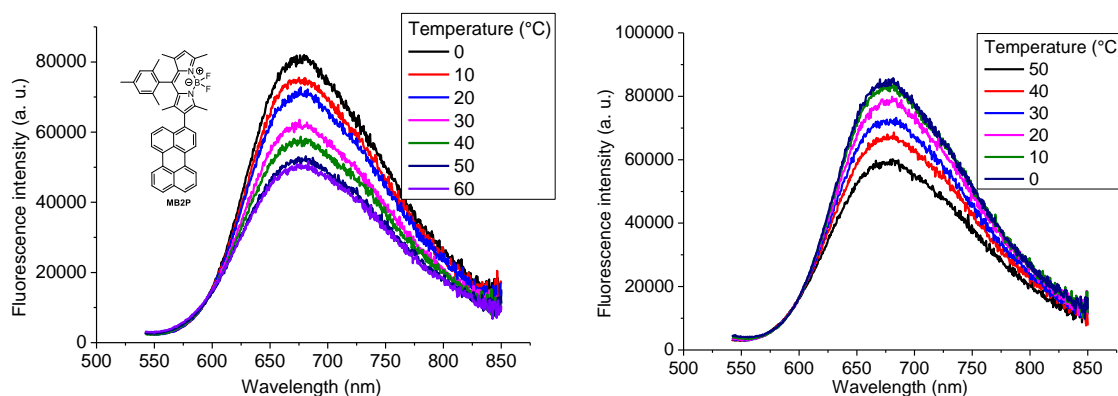 Fluorescence intensity (a. u.)
80000
60000
40000
20000
0
500 550 600 650 700 750 800 850
Wavelength (nm)
Temperature (°C)
0
10
20
30
40
50
60
N
⊕
B
⊖
N
F
F
MB2P
Fluorescence intensity (a. u.)
100000
80000
60000
40000
20000
0
500 550 600 650 700 750 800 850
Wavelength (nm)
Temperature (°C
50
40
30
20
10
0